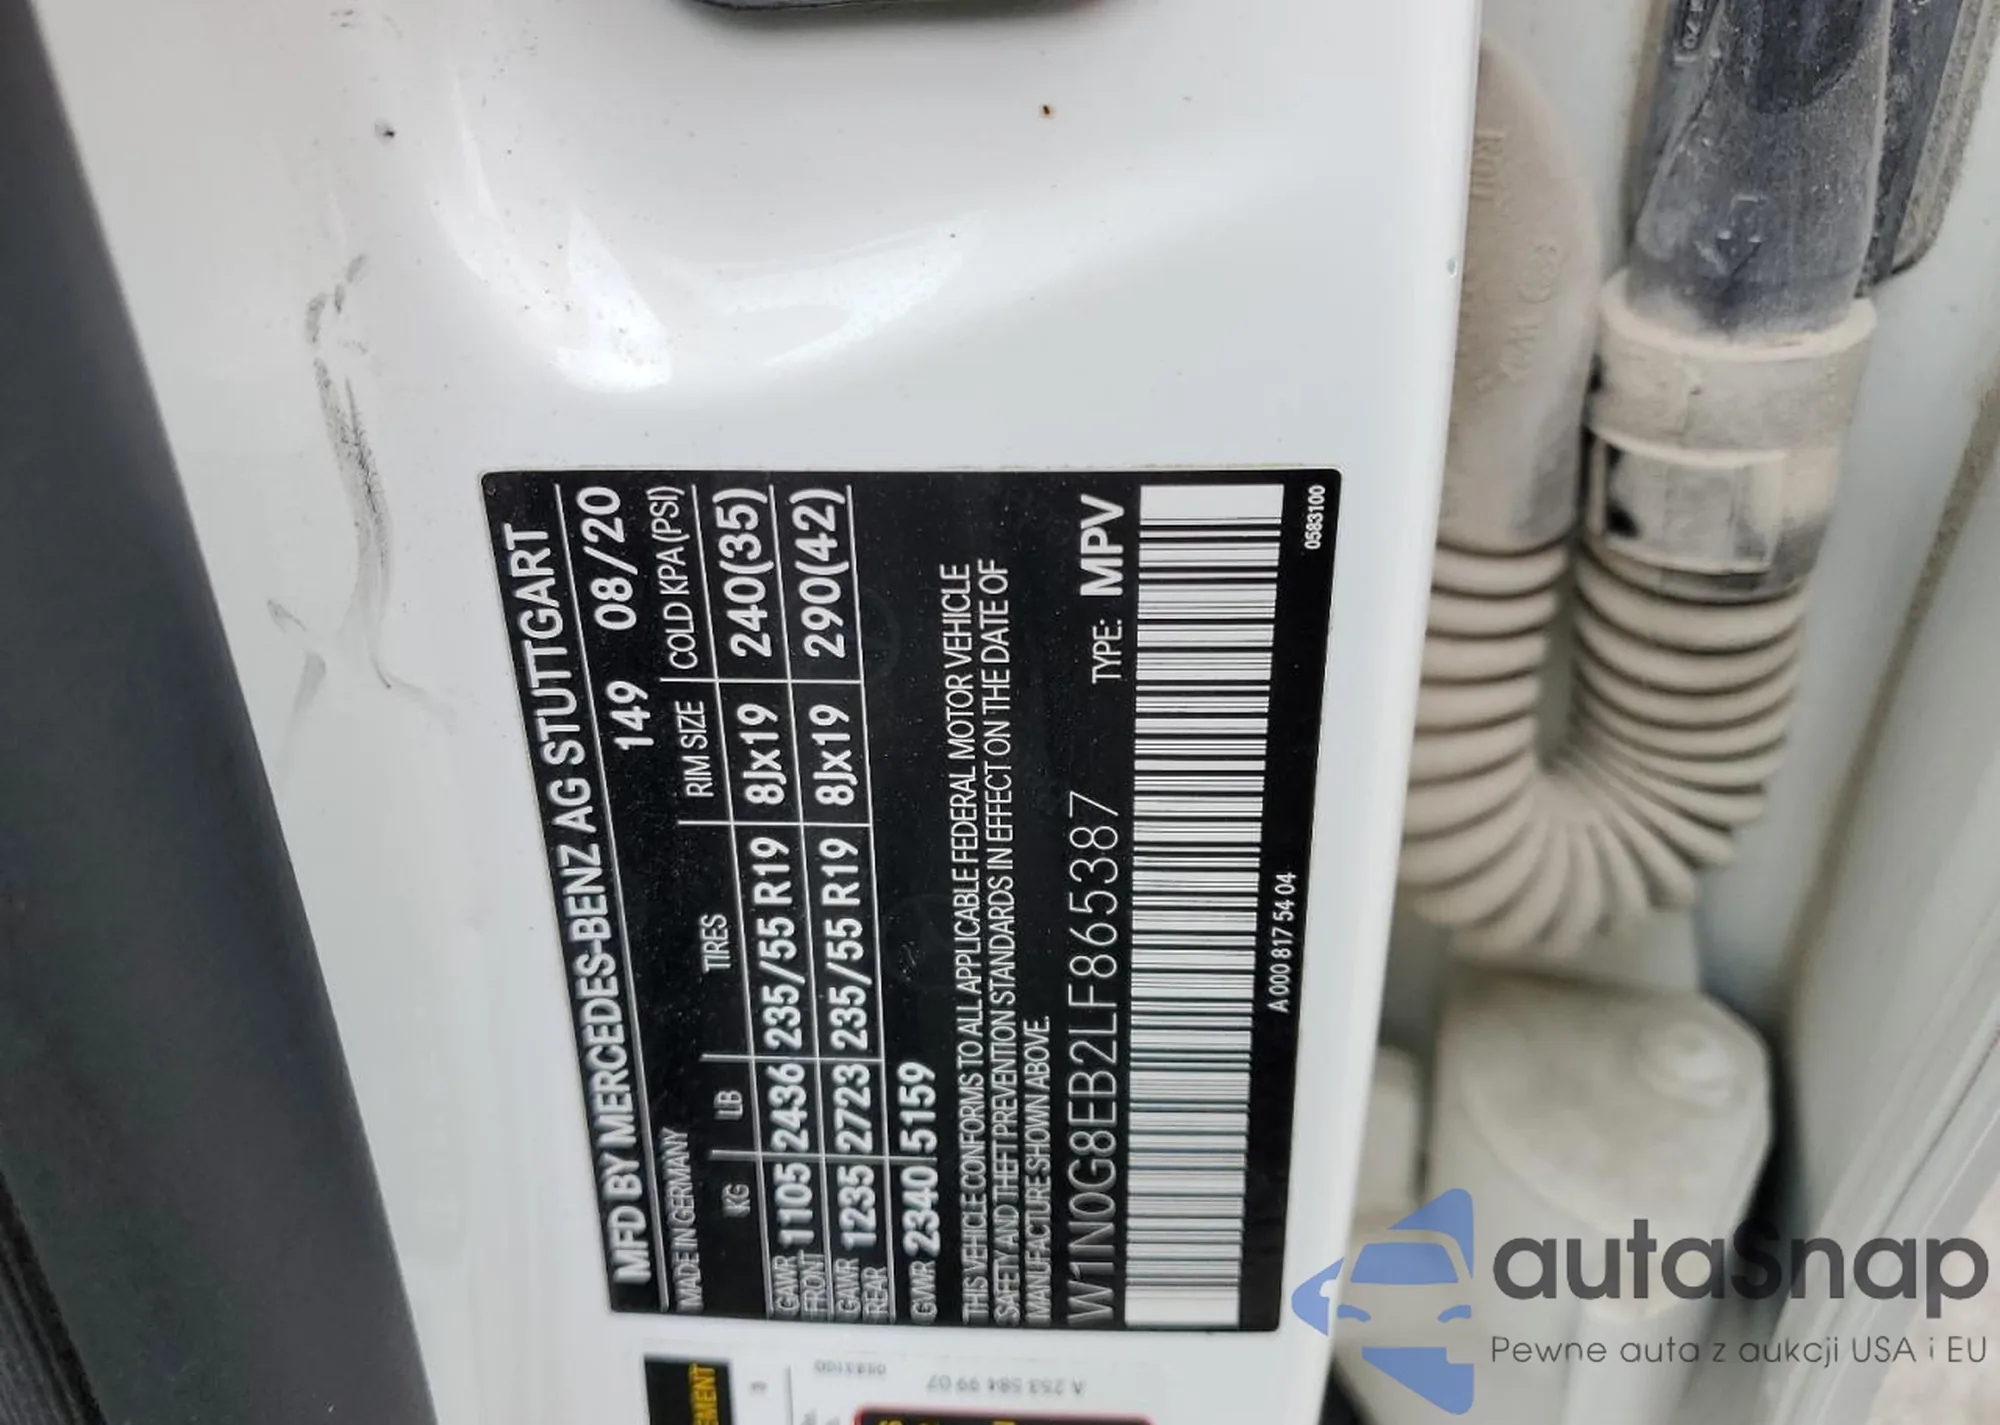 MFD BY MERCEDES-BENZ AG STUTTGART
MADE IN GERMANY 149 08/20
KG LB TIRES RIM SIZE COLD KPA(PSI)
GAWR FRONT 1105 2436 235/55 R19 8Jx19 240(35)
GAWR REAR 1235 2723 235/55 R19 8Jx19 290(42)
GVWR 2340 5159
THIS VEHICLE CONFORMS TO ALL APPLICABLE FEDERAL MOTOR VEHICLE
SAFETY AND THEFT PREVENTION STANDARDS IN EFFECT ON THE DATE OF
MANUFACTURE SHOWN ABOVE.
W1N0G8EB2LF865387 TYPE: MPV
A 000 817 54 04 0583100
A 253 584 99 07
0583100
autasnap
Pewne auta z aukcji USA i EU